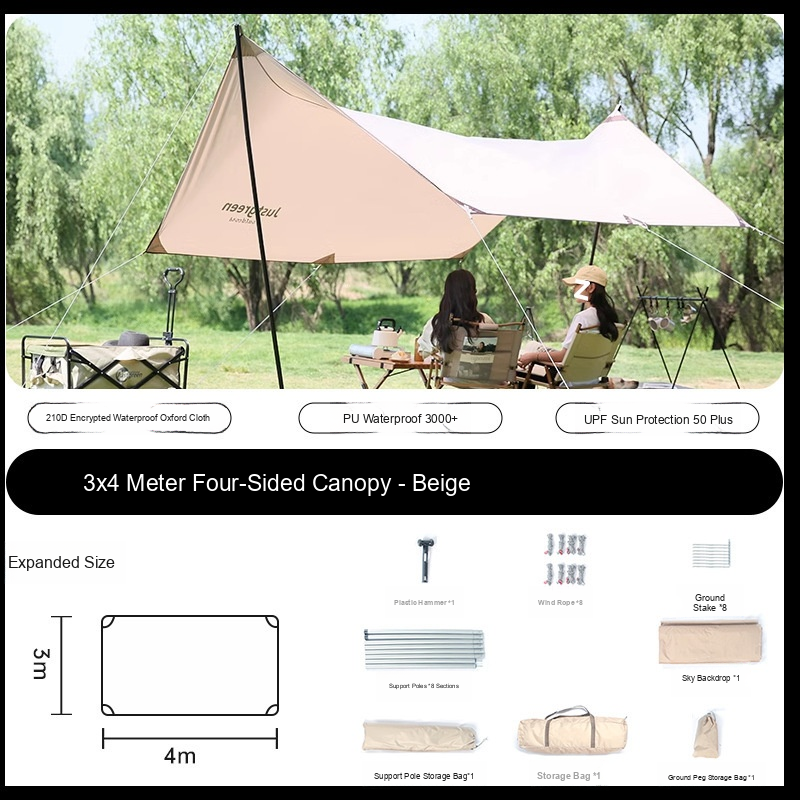 Justgreen
210D Encrypted Waterproof Oxford Cloth
PU Waterproof 3000+
UPF Sun Protection 50 Plus
3x4 Meter Four-Sided Canopy - Beige
Expanded Size
3m
4m
Plastic Hammer *1
Wind Rope *8
Ground
Stake *8
Support Poles *8 Sections
Sky Backdrop *1
Support Pole Storage Bag*1
Storage Bag *1
Ground Peg Storage Bag*1